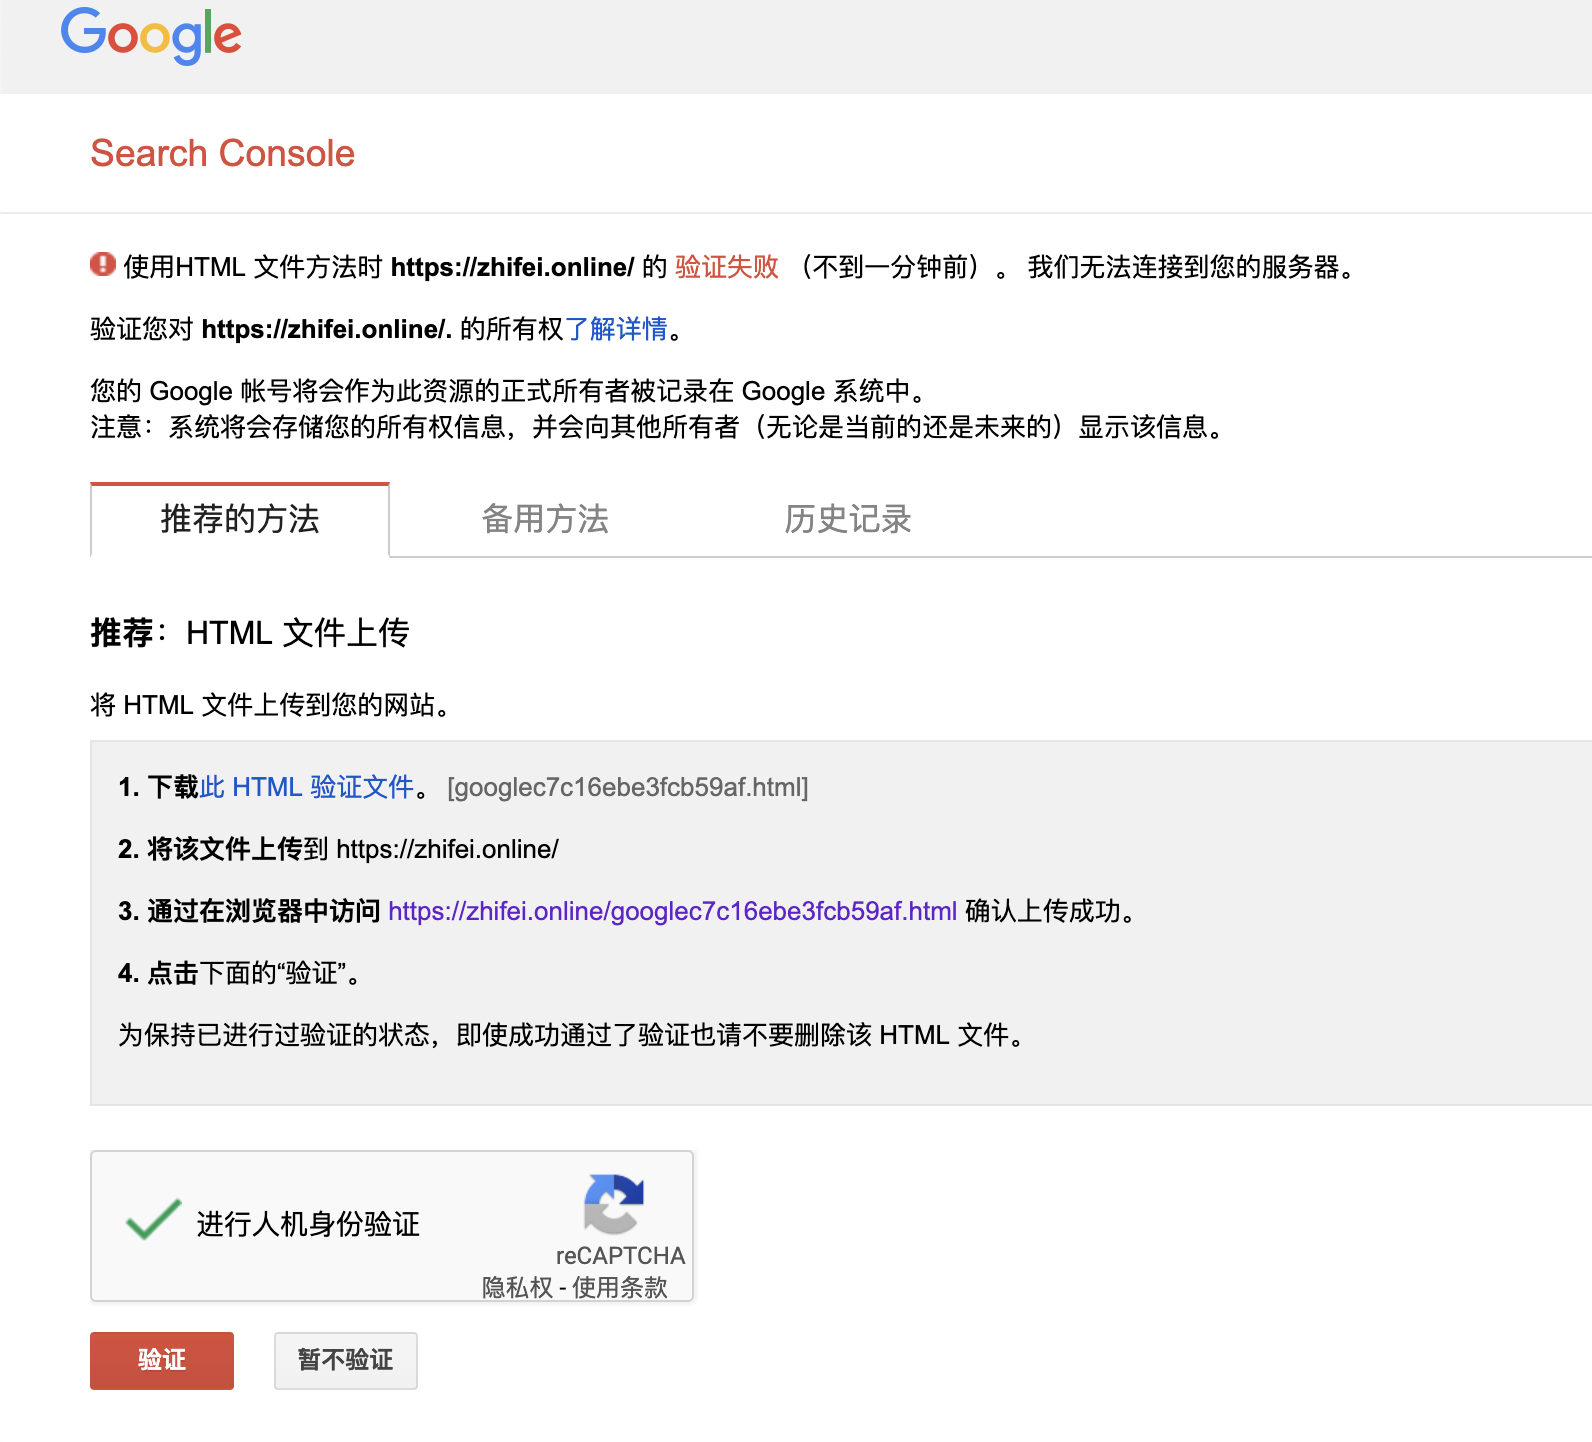 Google
Search Console
使用HTML 文件方法时 https://zhifei.online/ 的 验证失败 （不到一分钟前）。 我们无法连接到您的服务器。
验证您对 https://zhifei.online/. 的所有权了解详情。
您的 Google 帐号将会作为此资源的正式所有者被记录在 Google 系统中。
注意：系统将会存储您的所有权信息，并会向其他所有者（无论是当前的还是未来的）显示该信息。
推荐的方法 备用方法 历史记录
推荐：HTML 文件上传
将 HTML 文件上传到您的网站。
1. 下载此 HTML 验证文件。 [googlec7c16ebe3fcb59af.html]
2. 将该文件上传到 https://zhifei.online/
3. 通过在浏览器中访问 https://zhifei.online/googlec7c16ebe3fcb59af.html 确认上传成功。
4. 点击下面的“验证”。
为保持已进行过验证的状态，即使成功通过了验证也请不要删除该 HTML 文件。
进行人机身份验证
reCAPTCHA
隐私权 - 使用条款
验证 暂不验证